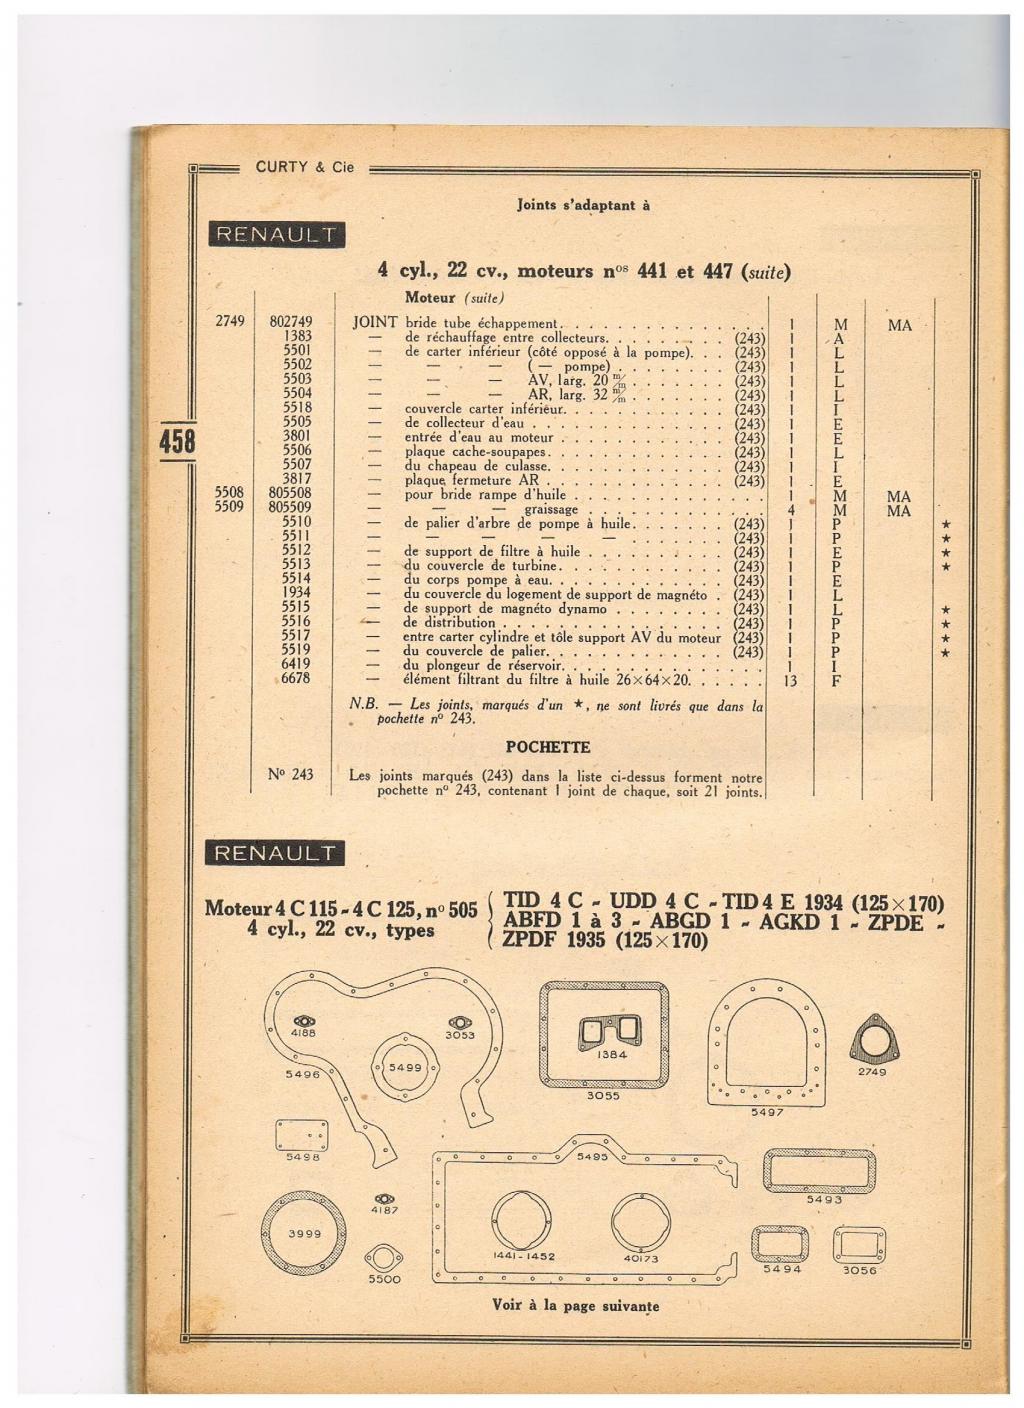 CURTY & Cie
Joints s'adaptant à
RENAULT
4 cyl., 22 cv., moteurs nos 441 et 447 (suite)
Moteur (suite)
2749 802749 JOINT bride tube échappement. . . . . . . . . . . . . . . 1 M MA
1383 — de réchauffage entre collecteurs. . . . . . . . . . (243) 1 A
5501 — de carter inférieur (côté opposé à la pompe). . . (243) 1 L
5502 — — — ( — pompe) . . . . . . . . (243) 1 L
5503 — — — AV, larg. 20 m/m . . . . . . . (243) 1 L
5504 — — — AR, larg. 32 m/m . . . . . . . (243) 1 L
5518 — couvercle carter inférieur. . . . . . . . . . . . . (243) 1 I
5505 — de collecteur d'eau . . . . . . . . . . . . . . . (243) 1 E
3801 — entrée d'eau au moteur . . . . . . . . . . . . . (243) 1 E
458
5506 — plaque cache-soupapes. . . . . . . . . . . . . . (243) 1 L
5507 — du chapeau de culasse. . . . . . . . . . . . . . (243) 1 I
3817 — plaque fermeture AR . . . . . . . . . . . . . . (243) 1 E
5508 805508 — pour bride rampe d'huile . . . . . . . . . . . . . . 1 M MA
5509 805509 — — — graissage . . . . . . . . . . . . . 4 M MA
5510 — de palier d'arbre de pompe à huile. . . . . . . (243) 1 P ★
5511 — — — — — — . . . . . . . (243) 1 P ★
5512 — de support de filtre à huile . . . . . . . . . . . (243) 1 E ★
5513 — du couvercle de turbine. . . . . . . . . . . . . (243) 1 P ★
5514 — du corps pompe à eau. . . . . . . . . . . . . . (243) 1 E
1934 — du couvercle du logement de support de magnéto . (243) 1 L
5515 — de support de magnéto dynamo . . . . . . . . (243) 1 L ★
5516 — de distribution . . . . . . . . . . . . . . . . . (243) 1 P ★
5517 — entre carter cylindre et tôle support AV du moteur (243) 1 P ★
5519 — du couvercle de palier. . . . . . . . . . . . . . (243) 1 P ★
6419 — du plongeur de réservoir. . . . . . . . . . . . . . . 1 I
6678 — élément filtrant du filtre à huile 26×64×20. . . . . . 13 F
N.B. — Les joints, marqués d'un ★, ne sont livrés que dans la
pochette nº 243.
POCHETTE
Nº 243 Les joints marqués (243) dans la liste ci-dessus forment notre
pochette nº 243, contenant 1 joint de chaque, soit 21 joints.
RENAULT
Moteur 4 C 115 - 4 C 125, nº 505
4 cyl., 22 cv., types
TID 4 C - UDD 4 C - TID 4 E 1934 (125×170)
ABFD 1 à 3 - ABGD 1 - AGKD 1 - ZPDE -
ZPDF 1935 (125×170)
4188
3053
5496
5499
1384
3055
5497
2749
5498
5495
5493
4187
3999
5500
1441-1452
40173
5494
3056
Voir à la page suivante